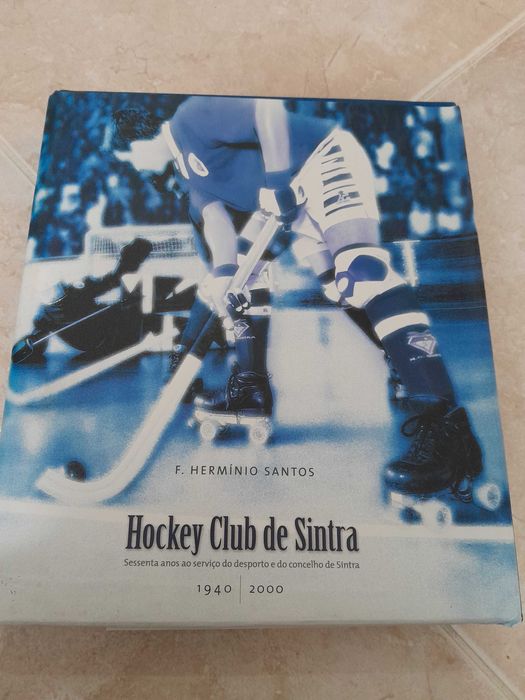 F. HERMÍNIO SANTOS
Hockey Club de Sintra
Sessenta anos ao serviço do desporto e do concelho de Sintra
1940 | 2000